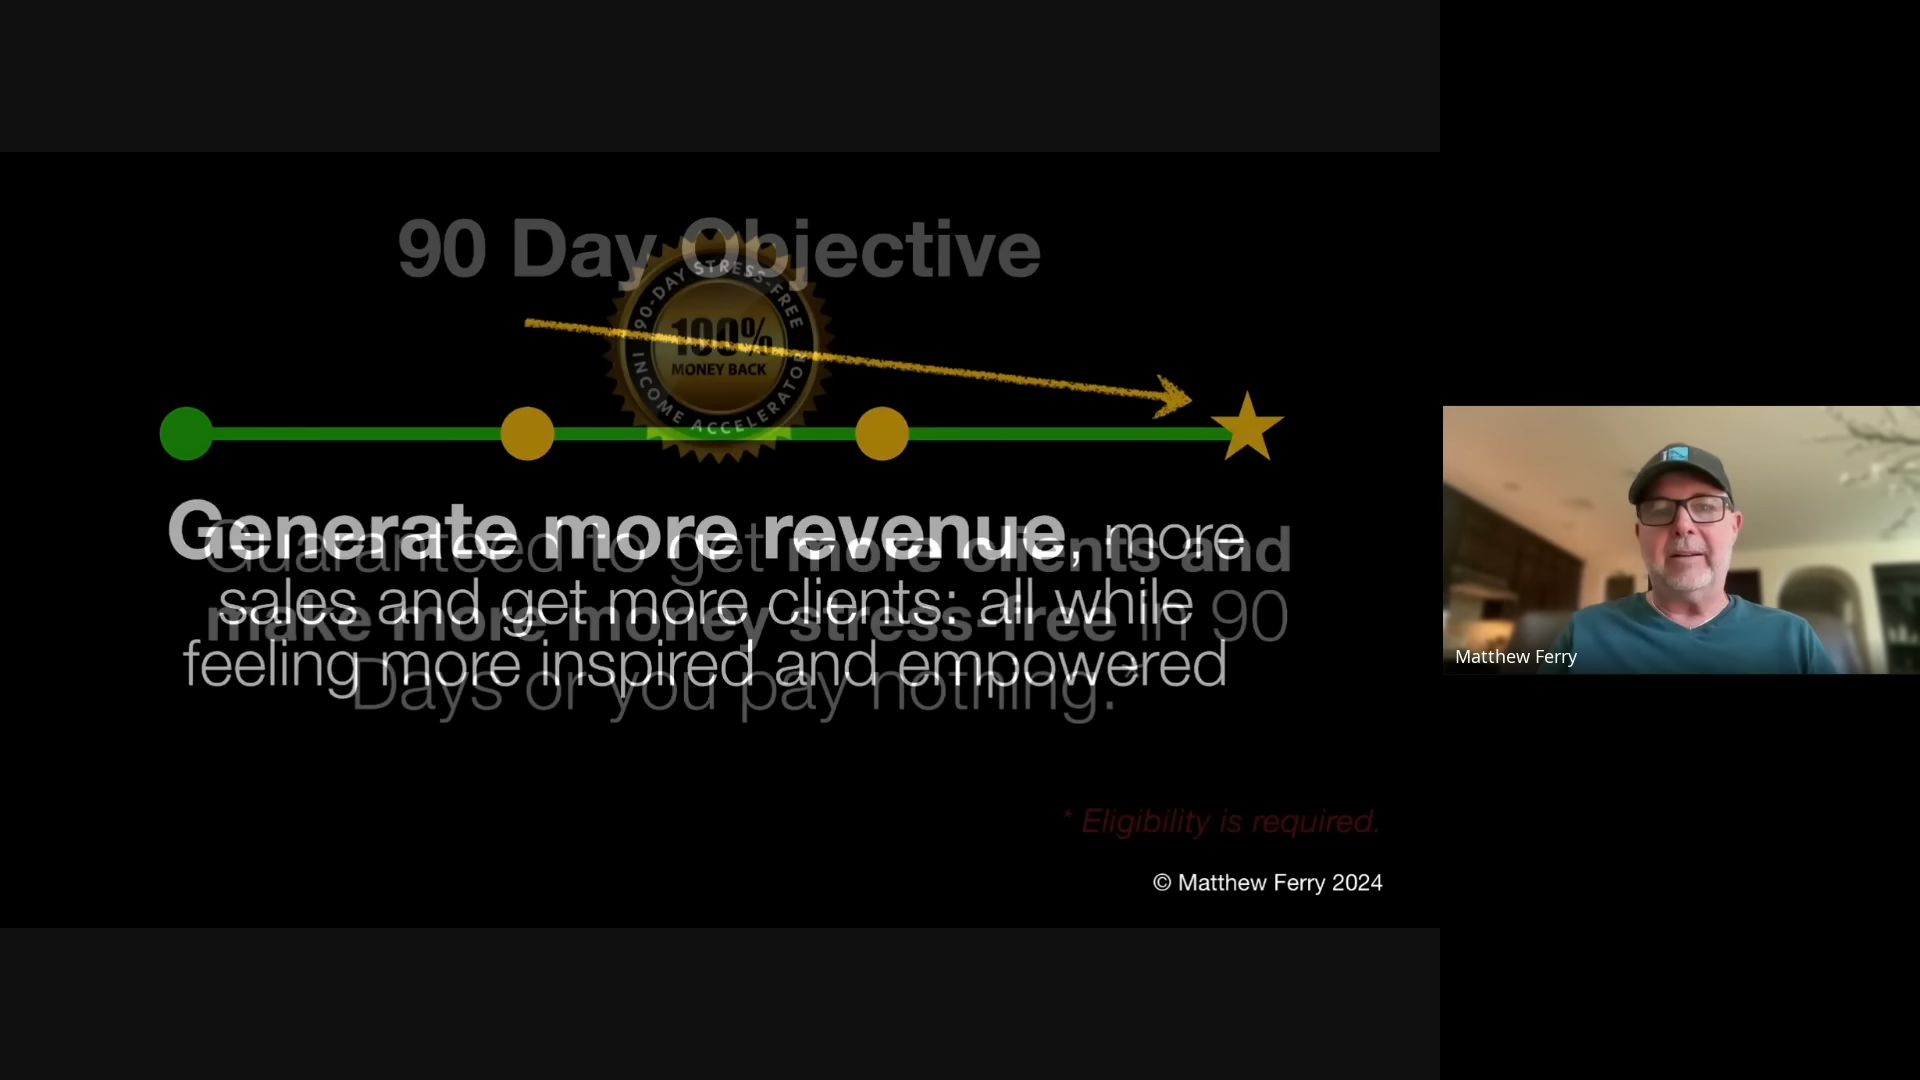 90 Day Objective
90-DAY STRESS-FREE
100%
MONEY BACK
INCOME ACCELERATOR
Generate more revenue, more
sales and get more clients: all while
feeling more inspired and empowered
Guaranteed to get more clients and
make more money stress-free in 90
Days or you pay nothing.*
* Eligibility is required.
© Matthew Ferry 2024
Matthew Ferry